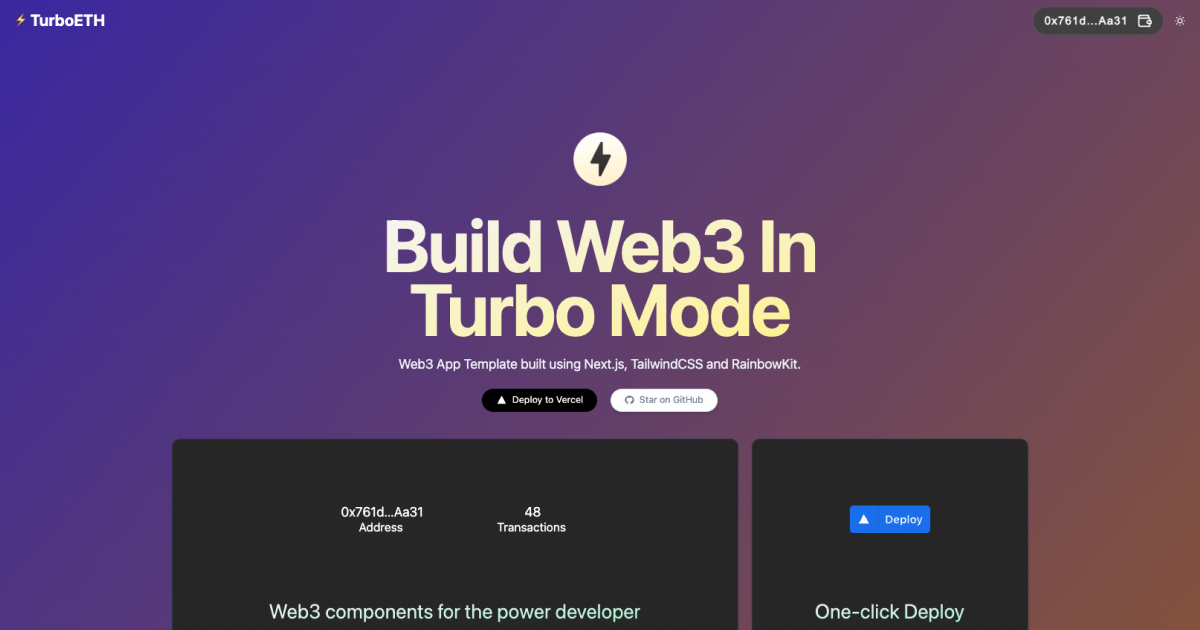 ⚡ TurboETH
0x761d...Aa31
Build Web3 In
Turbo Mode
Web3 App Template built using Next.js, TailwindCSS and RainbowKit.
Deploy to Vercel
Star on GitHub
0x761d...Aa31
Address
48
Transactions
Web3 components for the power developer
Deploy
One-click Deploy